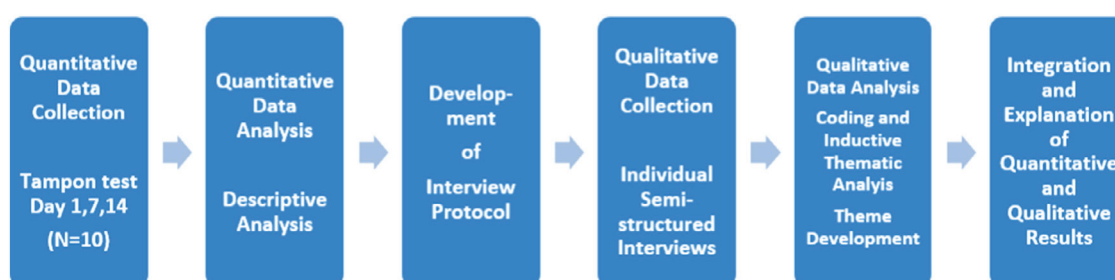 Quantitative
Data
Collection
Tampon test
Day 1,7,14
(N=10)
Quantitative
Data
Analysis
Descriptive
Analysis
Develop-
ment
of
Interview
Protocol
Qualitative
Data
Collection
Individual
Semi-
structured
Interviews
Qualitative
Data Analysis
Coding and
Inductive
Thematic
Analyis
Theme
Development
Integration
and
Explanation
of
Quantitative
and
Qualitative
Results